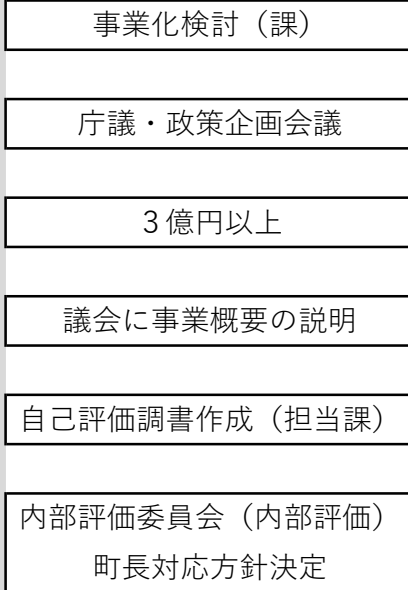 事業化検討（課）
庁議・政策企画会議
３億円以上
議会に事業概要の説明
自己評価調書作成（担当課）
内部評価委員会（内部評価）
町長対応方針決定